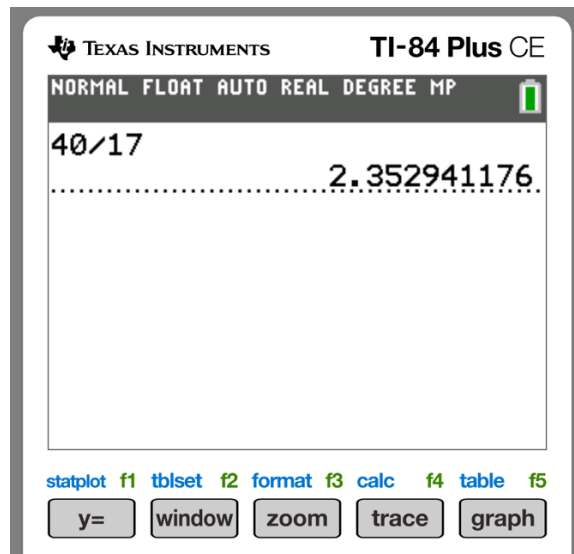 TEXAS INSTRUMENTS TI-84 Plus CE
NORMAL FLOAT AUTO REAL DEGREE MP
40/17
2.352941176
statplot f1 tblset f2 format f3 calc f4 table f5
y= window zoom trace graph